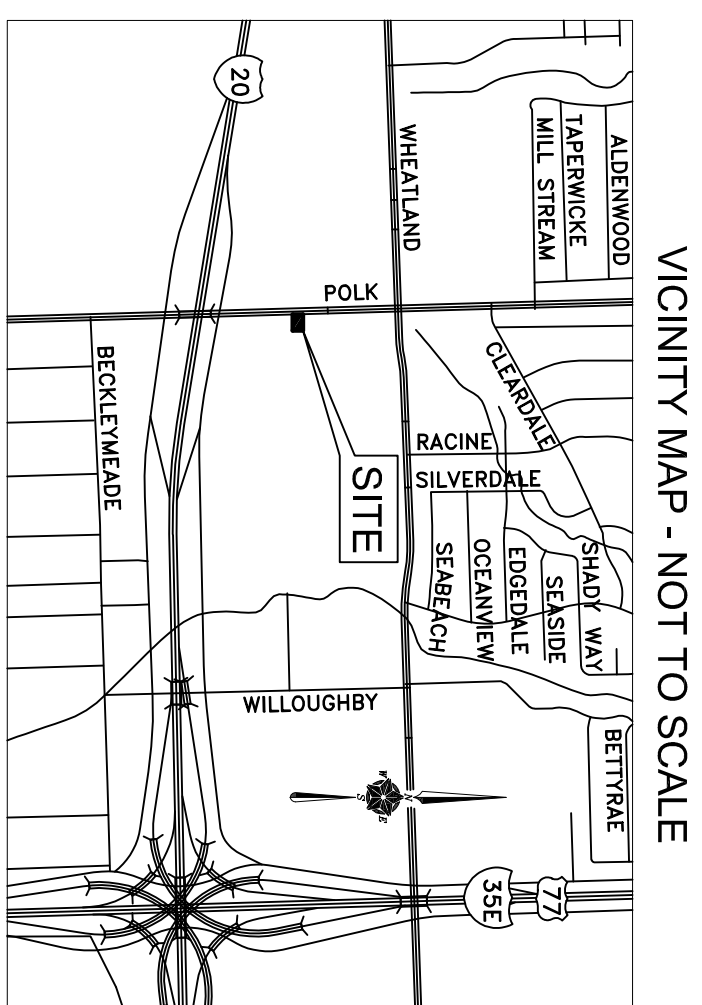 VICINITY MAP - NOT TO SCALE
ALDENWOOD
TAPERWICKE
MILL STREAM
WHEATLAND
20
POLK
CLEARDALE
BECKLEYMEADE
RACINE
SILVERDALE
SITE
SHADY WAY
SEASIDE
EDGEDALE
OCEANVIEW
SEABEACH
WILLOUGHBY
BETTYRAE
N
W
E
S
77
35E